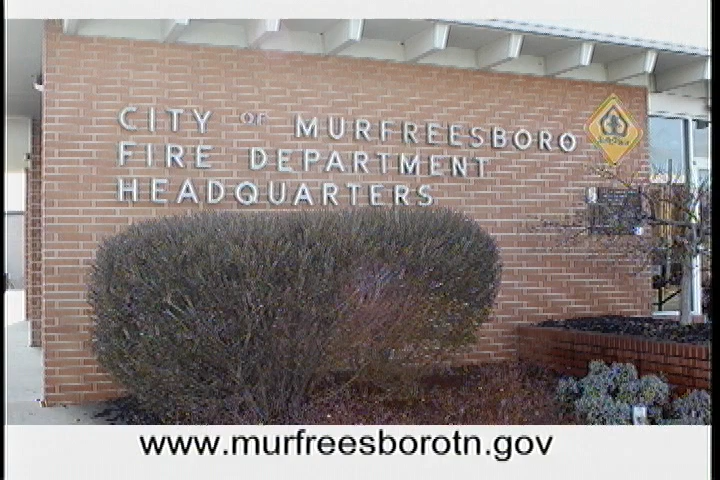 CITY OF MURFREESBORO
FIRE DEPARTMENT
HEADQUARTERS
www.murfreesborotn.gov